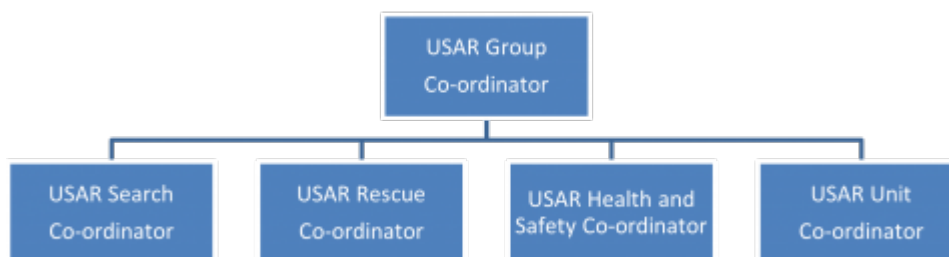 USAR Group
Co-ordinator
USAR Search
Co-ordinator
USAR Rescue
Co-ordinator
USAR Health and
Safety Co-ordinator
USAR Unit
Co-ordinator